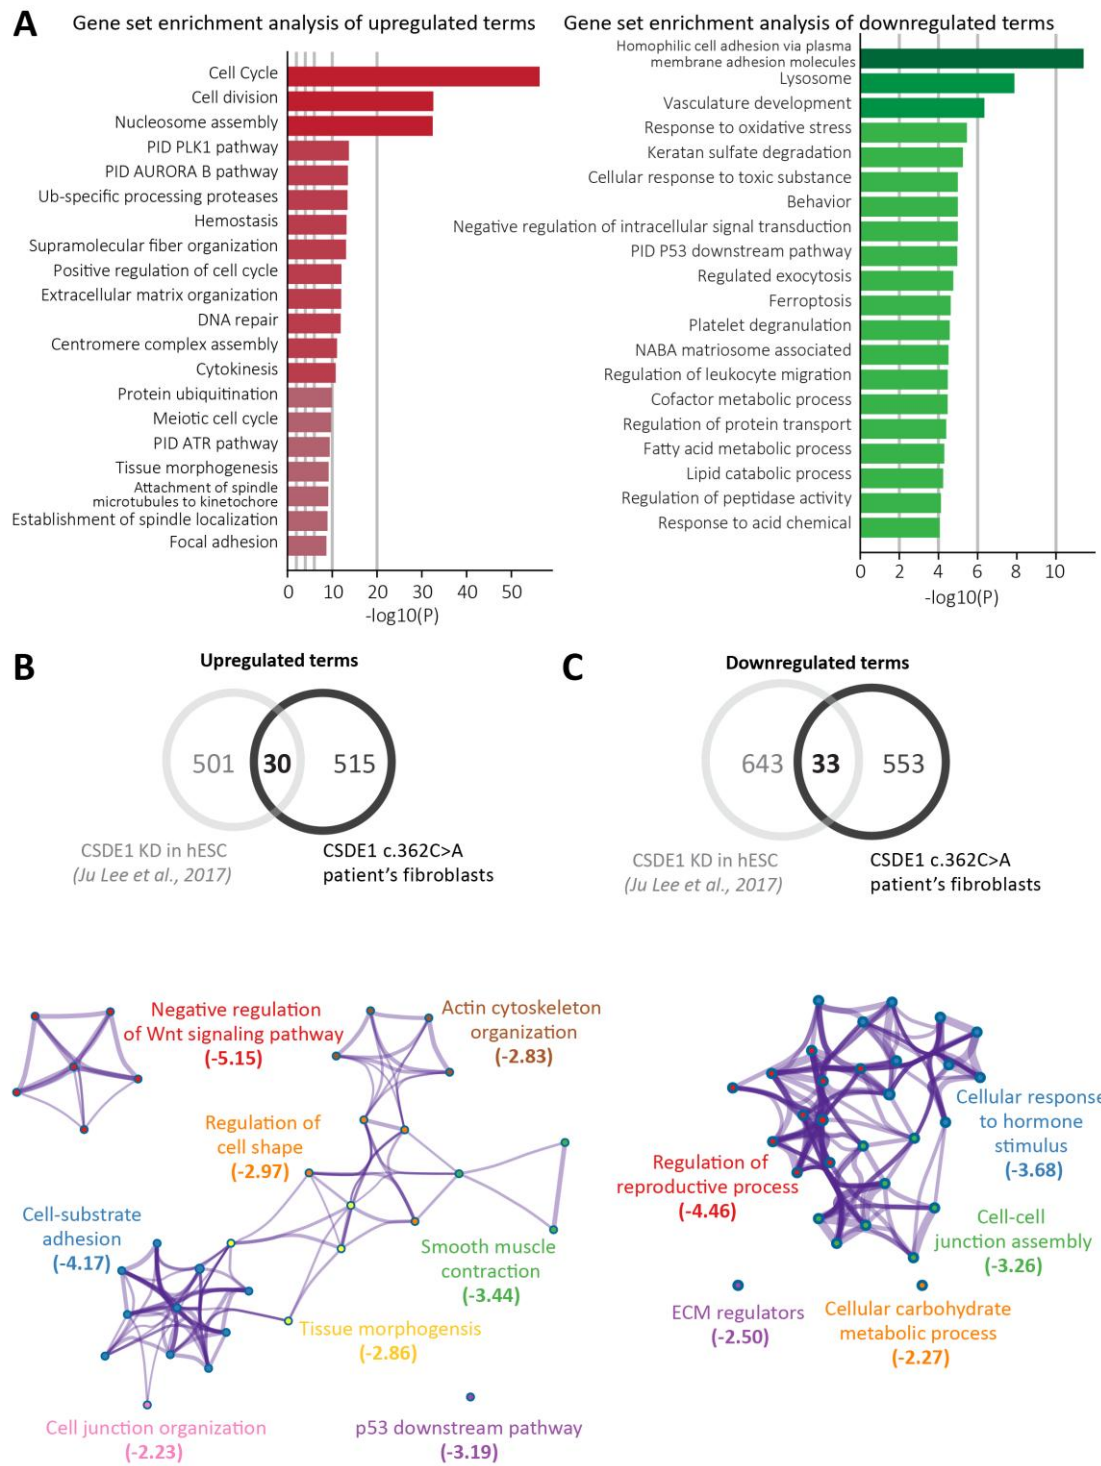 A
Gene set enrichment analysis of upregulated terms
Cell Cycle
Cell division
Nucleosome assembly
PID PLK1 pathway
PID AURORA B pathway
Ub-specific processing proteases
Hemostasis
Supramolecular fiber organization
Positive regulation of cell cycle
Extracellular matrix organization
DNA repair
Centromere complex assembly
Cytokinesis
Protein ubiquitination
Meiotic cell cycle
PID ATR pathway
Tissue morphogenesis
Attachment of spindle
microtubules to kinetochore
Establishment of spindle localization
Focal adhesion
0 10 20 30 40 50
-log10(P)
Gene set enrichment analysis of downregulated terms
Homophilic cell adhesion via plasma
membrane adhesion molecules
Lysosome
Vasculature development
Response to oxidative stress
Keratan sulfate degradation
Cellular response to toxic substance
Behavior
Negative regulation of intracellular signal transduction
PID P53 downstream pathway
Regulated exocytosis
Ferroptosis
Platelet degranulation
NABA matriosome associated
Regulation of leukocyte migration
Cofactor metabolic process
Regulation of protein transport
Fatty acid metabolic process
Lipid catabolic process
Regulation of peptidase activity
Response to acid chemical
0 2 4 6 8 10
-log10(P)
B
Upregulated terms
501 30 515
CSDE1 KD in hESC
(Ju Lee et al., 2017)
CSDE1 c.362C>A
patient's fibroblasts
Negative regulation
of Wnt signaling pathway
(-5.15)
Actin cytoskeleton
organization
(-2.83)
Regulation of
cell shape
(-2.97)
Cell-substrate
adhesion
(-4.17)
Smooth muscle
contraction
(-3.44)
Tissue morphogensis
(-2.86)
Cell junction organization
(-2.23)
p53 downstream pathway
(-3.19)
C
Downregulated terms
643 33 553
CSDE1 KD in hESC
(Ju Lee et al., 2017)
CSDE1 c.362C>A
patient's fibroblasts
Cellular response
to hormone
stimulus
(-3.68)
Regulation of
reproductive process
(-4.46)
Cell-cell
junction assembly
(-3.26)
ECM regulators
(-2.50)
Cellular carbohydrate
metabolic process
(-2.27)